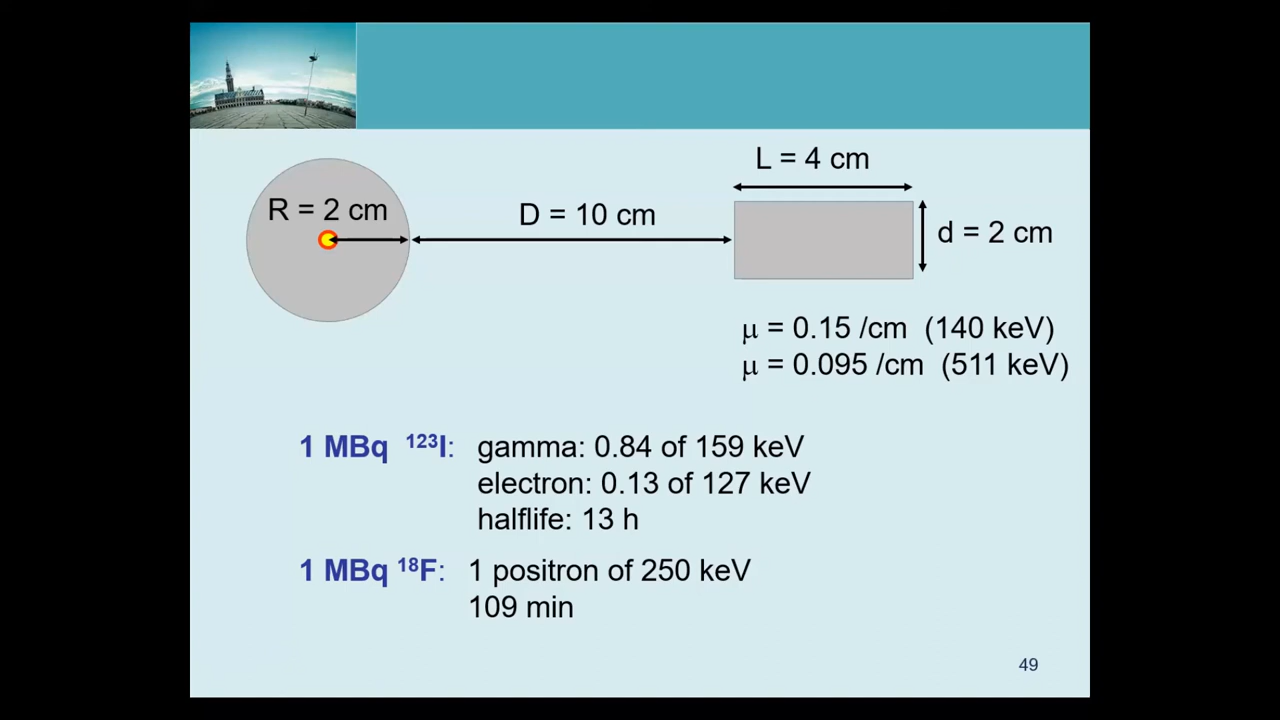 L = 4 cm
R = 2 cm
D = 10 cm
d = 2 cm
μ = 0.15 /cm (140 keV)
μ = 0.095 /cm (511 keV)
1 MBq ¹²³I: gamma: 0.84 of 159 keV
electron: 0.13 of 127 keV
halflife: 13 h
1 MBq ¹⁸F: 1 positron of 250 keV
109 min
49